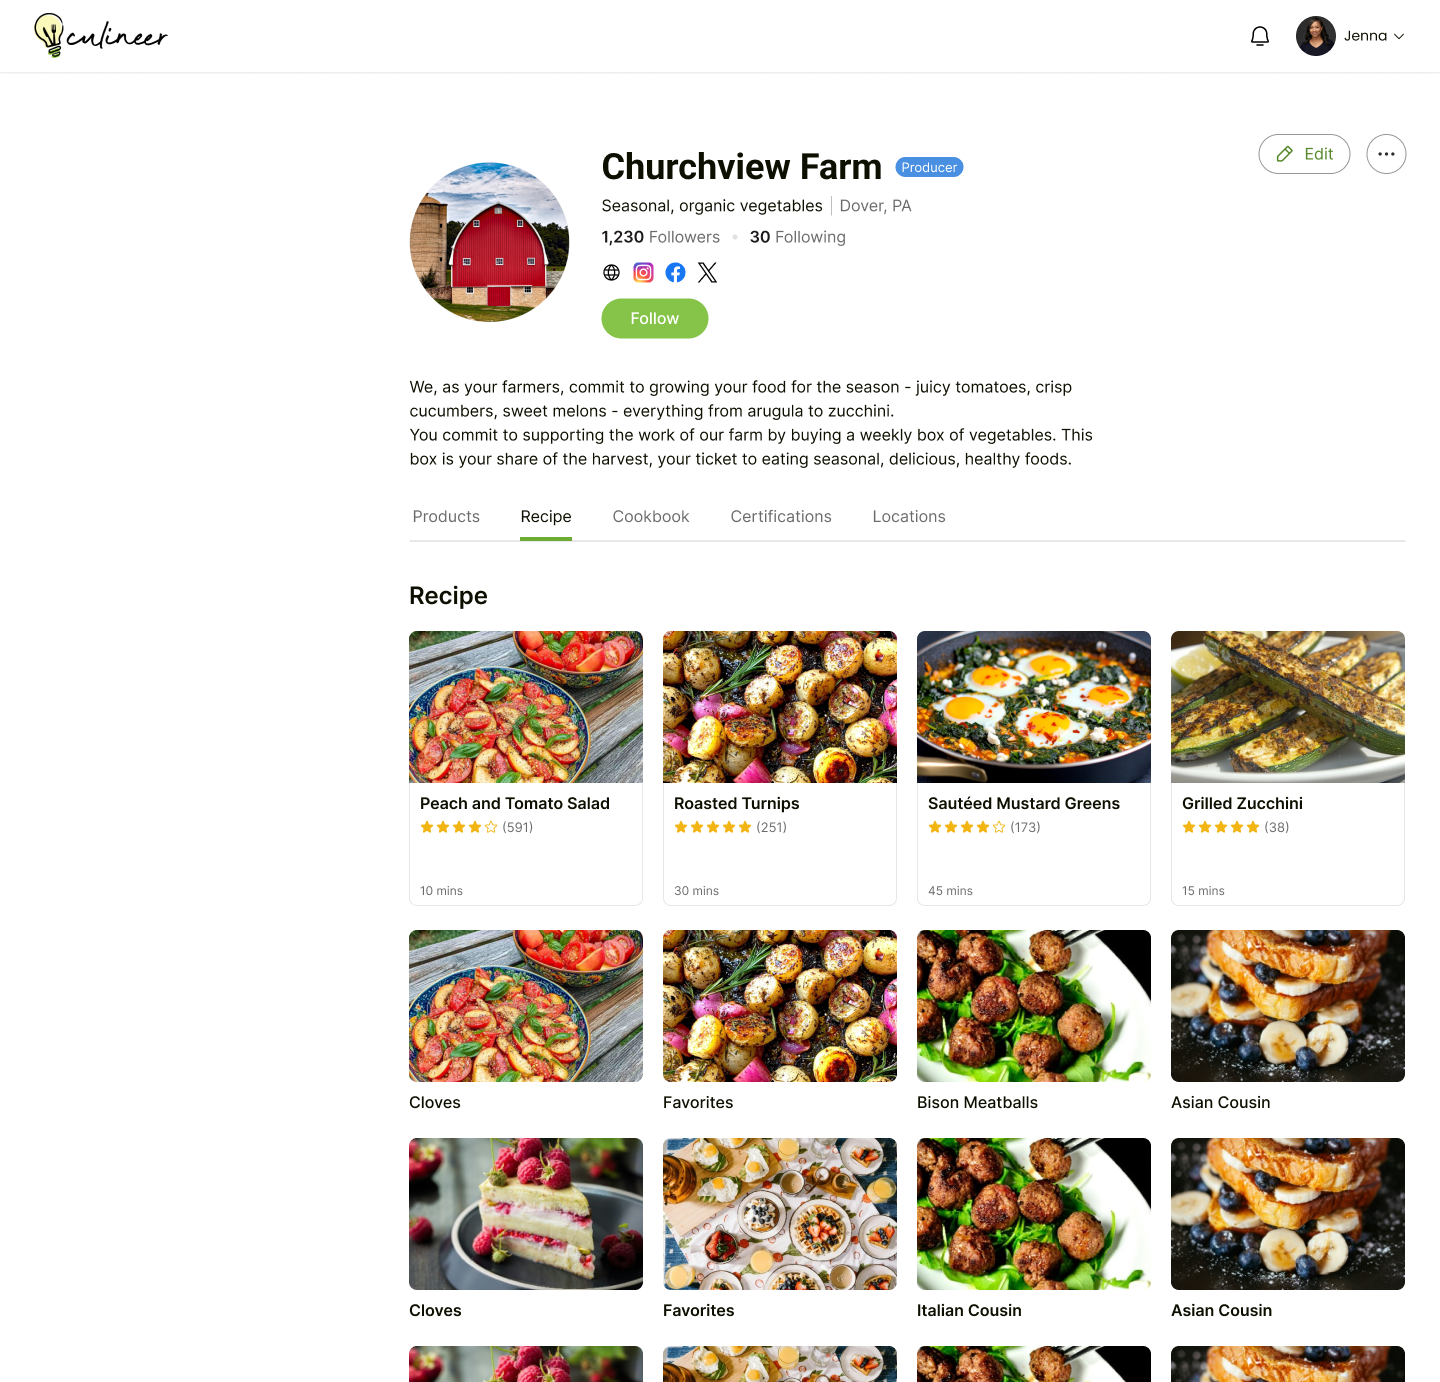 culineer
Jenna
Edit
Churchview Farm Producer
Seasonal, organic vegetables Dover, PA
1,230 Followers 30 Following
Follow
We, as your farmers, commit to growing your food for the season - juicy tomatoes, crisp
cucumbers, sweet melons - everything from arugula to zucchini.
You commit to supporting the work of our farm by buying a weekly box of vegetables. This
box is your share of the harvest, your ticket to eating seasonal, delicious, healthy foods.
Products Recipe Cookbook Certifications Locations
Recipe
Peach and Tomato Salad
(591)
10 mins
Roasted Turnips
(251)
30 mins
Sautéed Mustard Greens
(173)
45 mins
Grilled Zucchini
(38)
15 mins
Cloves
Favorites
Bison Meatballs
Asian Cousin
Cloves
Favorites
Italian Cousin
Asian Cousin